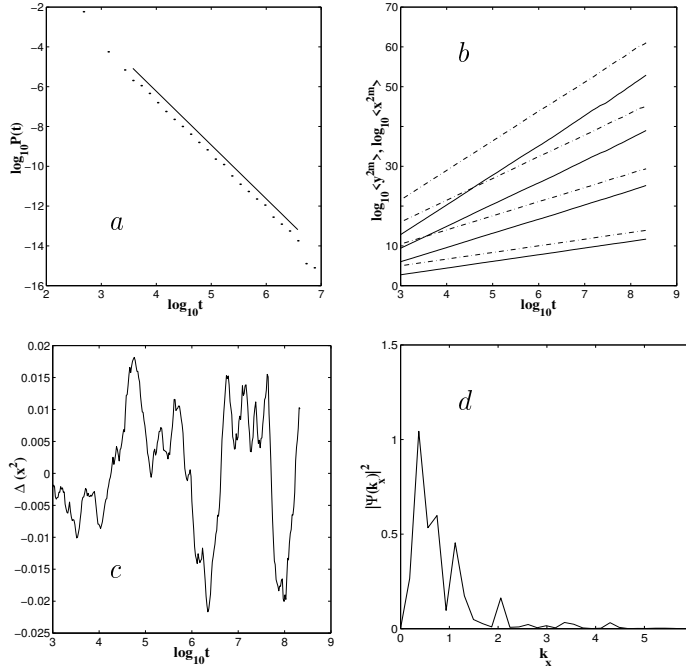 −2
−4
−6
−8
−10
−12
−14
−16
log₁₀P(t)
a
2 3 4 5 6 7
log₁₀t
70
60
50
40
30
20
10
0
log₁₀<y²ᵐ>, log₁₀<x²ᵐ>
b
3 4 5 6 7 8 9
log₁₀t
0.02
0.015
0.01
0.005
0
−0.005
−0.01
−0.015
−0.02
−0.025
Δ (x²)
c
3 4 5 6 7 8 9
log₁₀t
1.5
1
0.5
0
|Ψ(kₓ)|²
d
0 1 2 3 4 5
kₓ